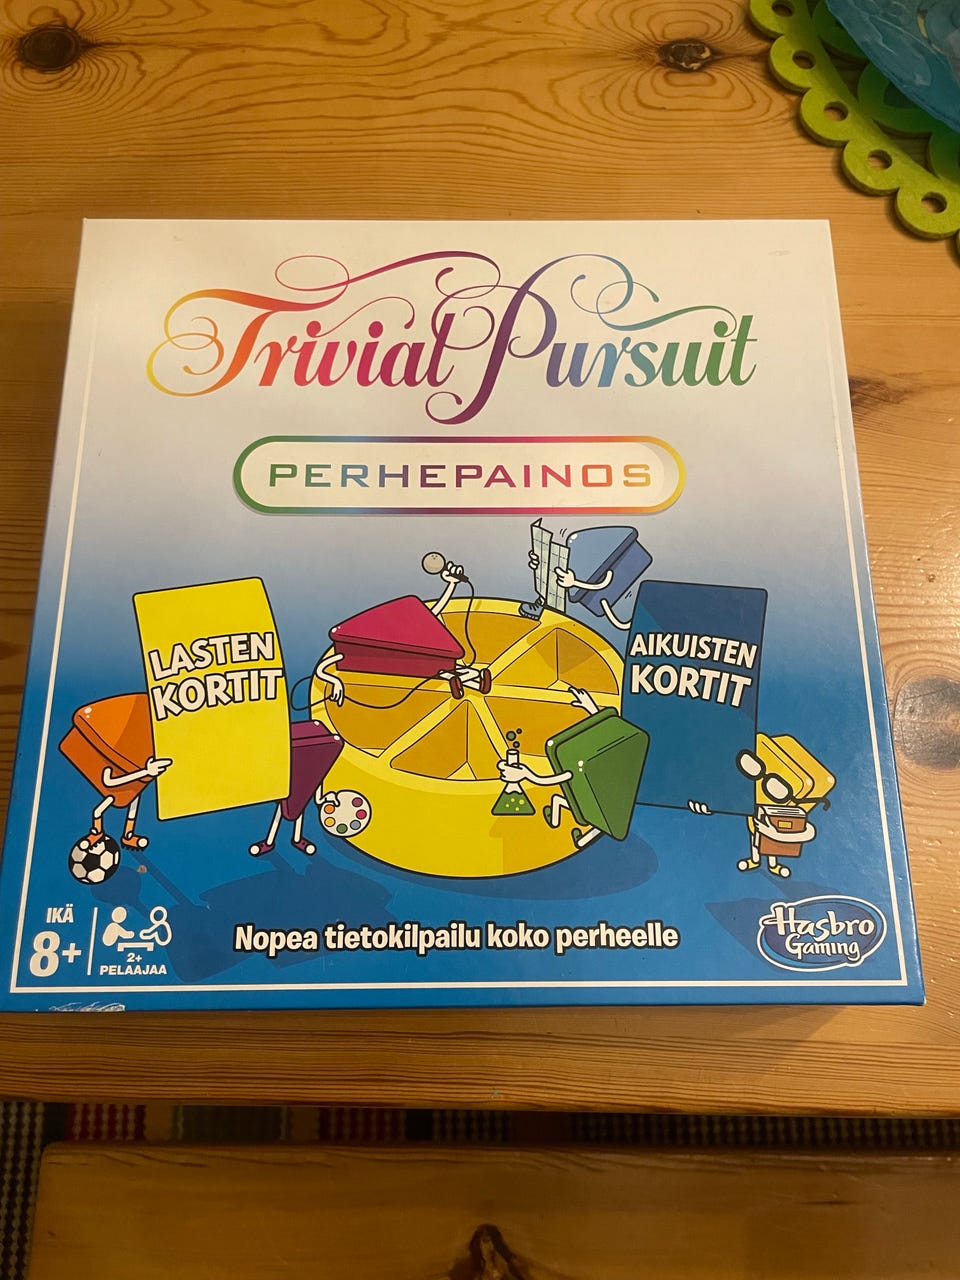 Trivial Pursuit
PERHEPAINOS
LASTEN
KORTIT
AIKUISTEN
KORTIT
IKÄ
8+
2+
PELAAJAA
Nopea tietokilpailu koko perheelle
Hasbro
Gaming